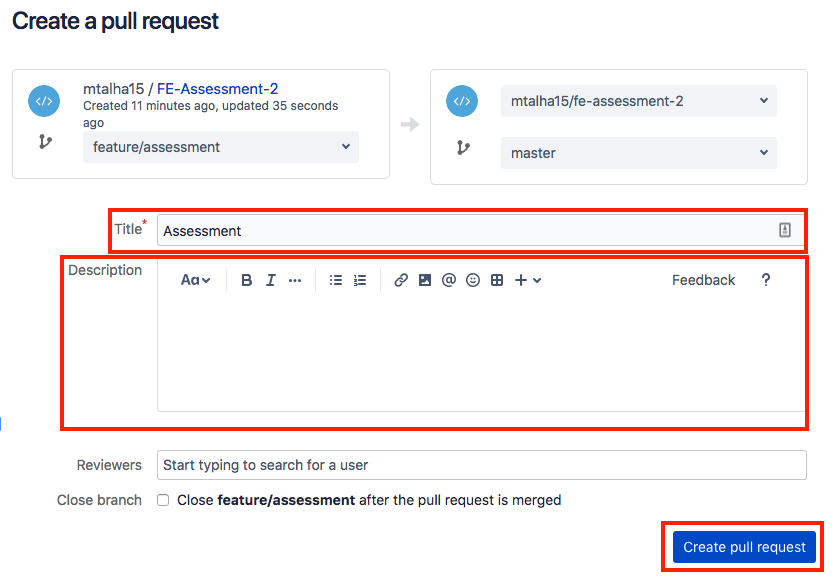 Create a pull request
mtalha15 / FE-Assessment-2
Created 11 minutes ago, updated 35 seconds
ago
feature/assessment
mtalha15/fe-assessment-2
master
Title*
Assessment
Description
Aa
B I ...
@
Feedback ?
Reviewers
Start typing to search for a user
Close branch
Close feature/assessment after the pull request is merged
Create pull request